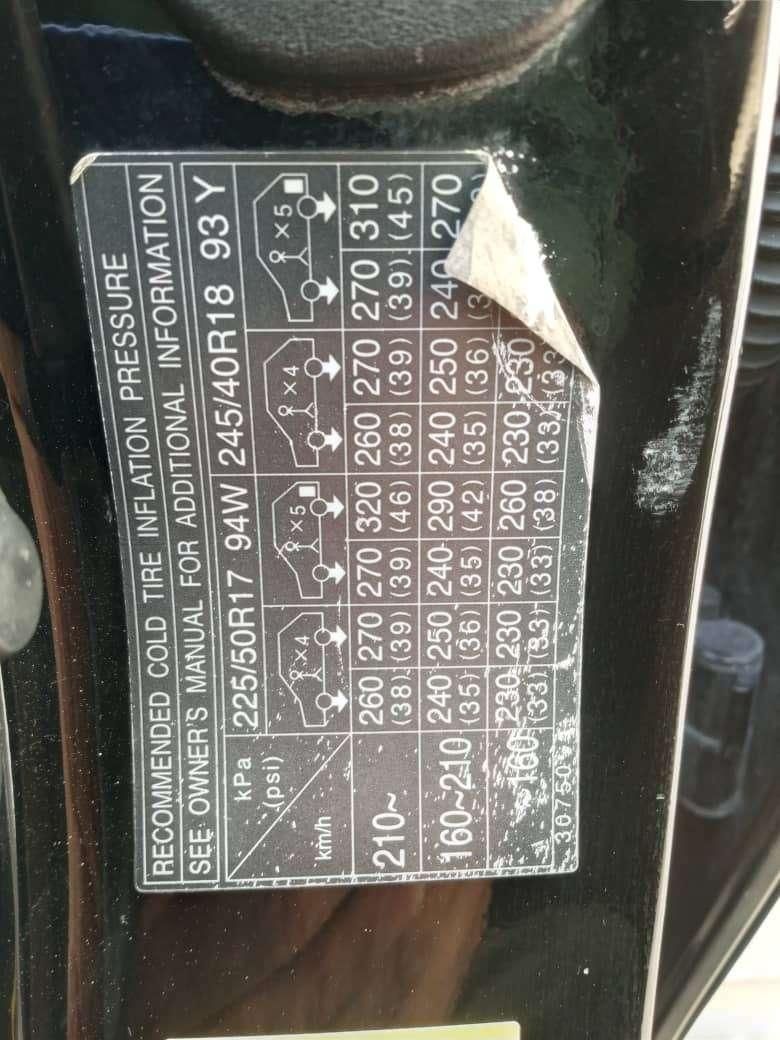 RECOMMENDED COLD TIRE INFLATION PRESSURE
SEE OWNER'S MANUAL FOR ADDITIONAL INFORMATION
kPa 225/50R17 94W 245/40R18 93 Y
(psi) ×4 ×5 ×4 ×5
km/h
210~ 260 270 270 320 260 270 270 310
(38) (39) (39) (46) (38) (39) (39) (45)
160~210 240 250 240 290 240 250 240 270
(35) (36) (35) (42) (35) (36)
~160 230 230 230 260 230 230
(33) (33) (33) (38) (33) (33
30750